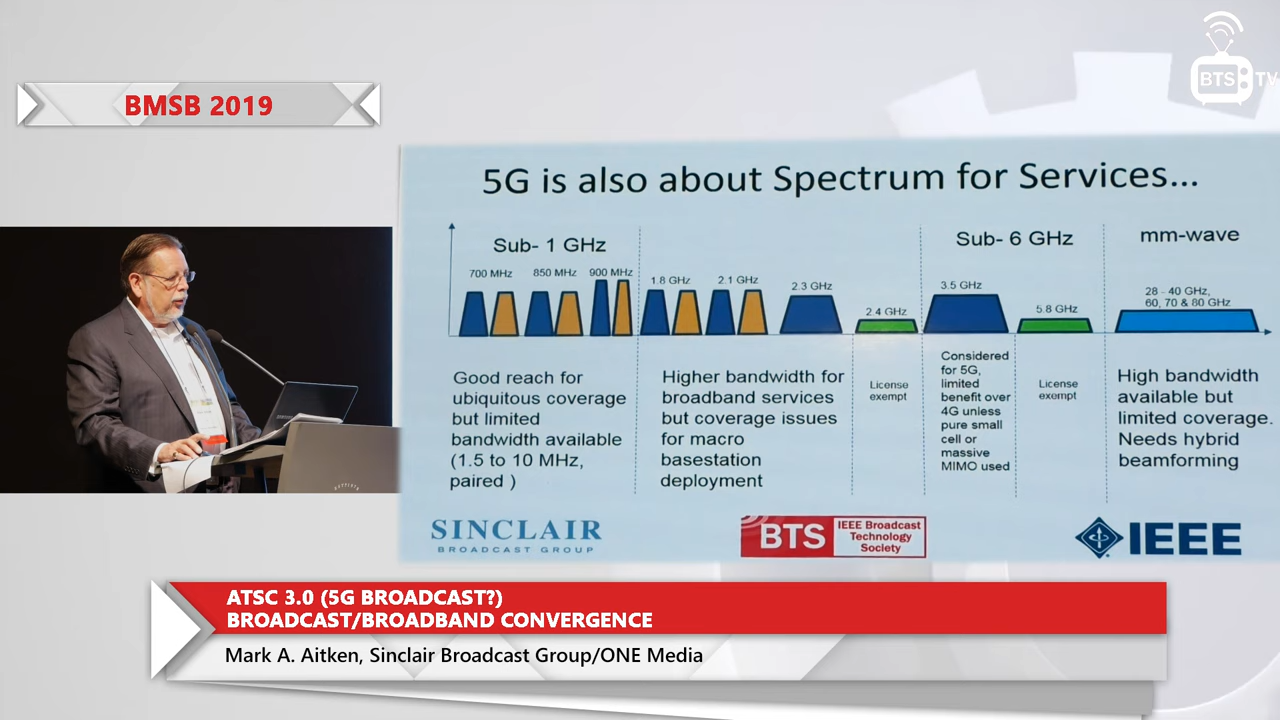 BTS TV
BMSB 2019
5G is also about Spectrum for Services...
Sub- 1 GHz
Sub- 6 GHz
mm-wave
700 MHz
850 MHz
900 MHz
1.8 GHz
2.1 GHz
2.3 GHz
2.4 GHz
3.5 GHz
5.8 GHz
28 - 40 GHz,
60, 70 & 80 GHz
Good reach for
ubiquitous coverage
but limited
bandwidth available
(1.5 to 10 MHz,
paired )
Higher bandwidth for
broadband services
but coverage issues
for macro
basestation
deployment
License
exempt
Considered
for 5G,
limited
benefit over
4G unless
pure small
cell or
massive
MIMO used
License
exempt
High bandwidth
available but
limited coverage.
Needs hybrid
beamforming
SINCLAIR
BROADCAST GROUP
BTS
IEEE Broadcast
Technology
Society
IEEE
ATSC 3.0 (5G BROADCAST?)
BROADCAST/BROADBAND CONVERGENCE
Mark A. Aitken, Sinclair Broadcast Group/ONE Media